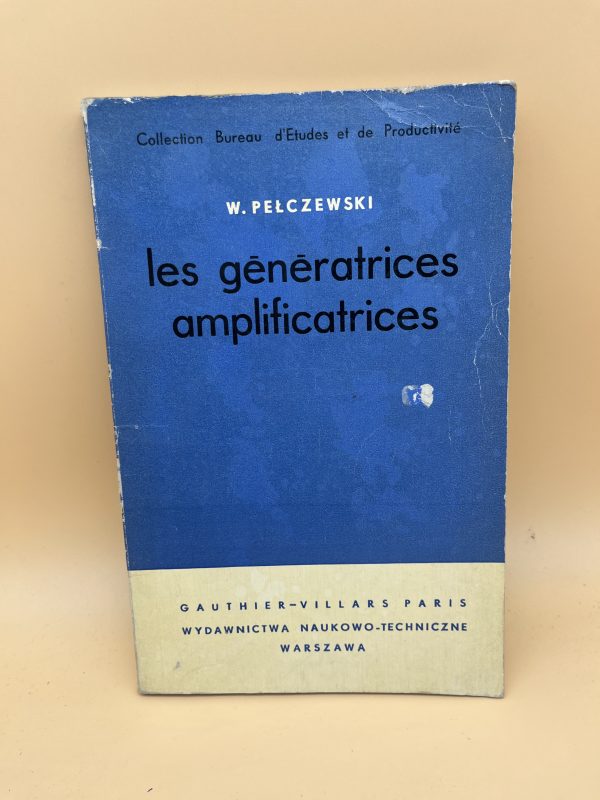 Collection Bureau d'Etudes et de Productivité
W. PEŁCZEWSKI
les génératrices
amplificatrices
GAUTHIER-VILLARS PARIS
WYDAWNICTWA NAUKOWO-TECHNICZNE
WARSZAWA